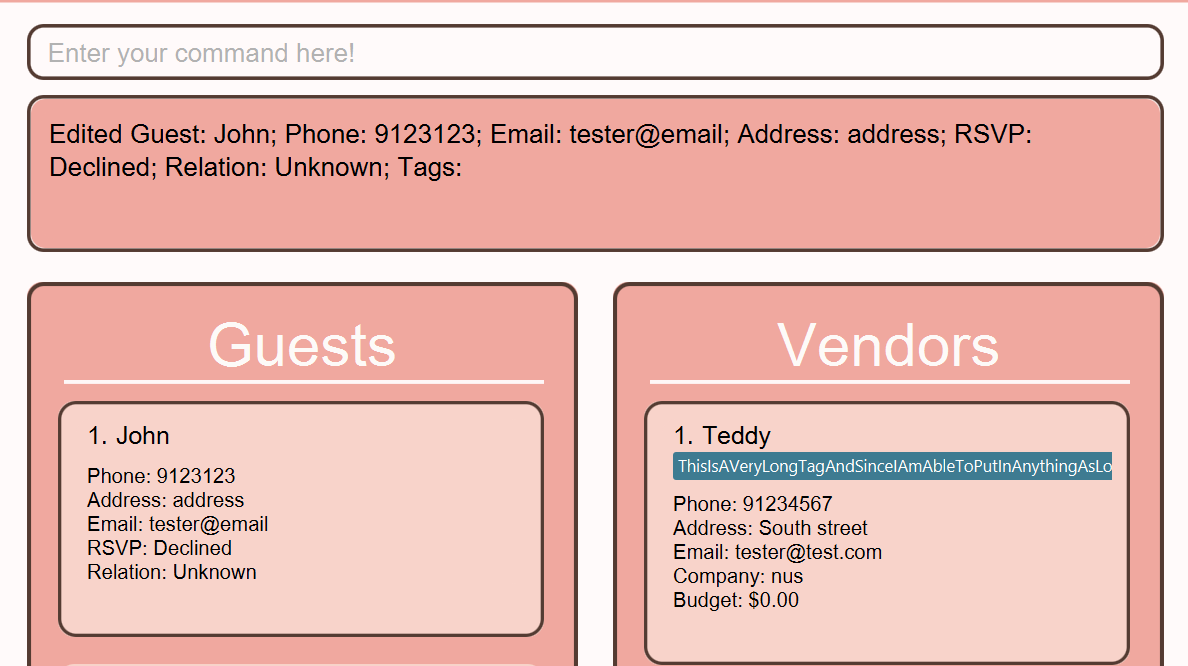 Enter your command here!
Edited Guest: John; Phone: 9123123; Email: tester@email; Address: address; RSVP:
Declined; Relation: Unknown; Tags:
Guests
1. John
Phone: 9123123
Address: address
Email: tester@email
RSVP: Declined
Relation: Unknown
Vendors
1. Teddy
ThisIsAVeryLongTagAndSinceIAmAbleToPutInAnythingAsLo
Phone: 91234567
Address: South street
Email: tester@test.com
Company: nus
Budget: $0.00